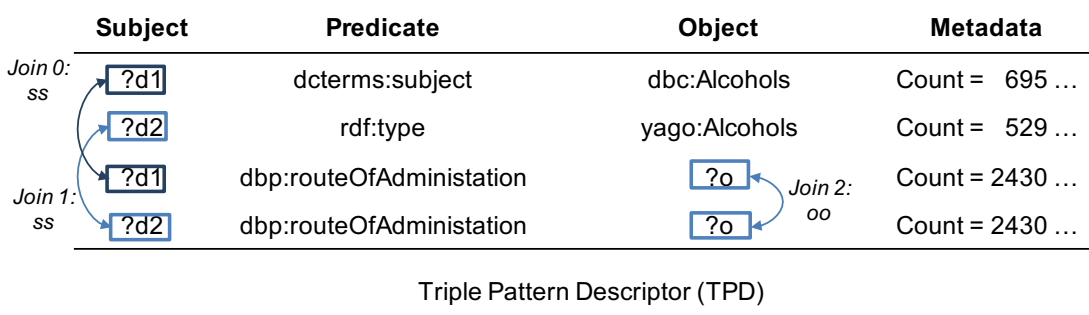 Subject Predicate Object Metadata
Join 0: ss
?d1 dcterms:subject dbc:Alcohols Count = 695 …
?d2 rdf:type yago:Alcohols Count = 529 …
?d1 dbp:routeOfAdministation ?o Count = 2430 …
Join 1: ss
Join 2: oo
?d2 dbp:routeOfAdministation ?o Count = 2430 …
Triple Pattern Descriptor (TPD)